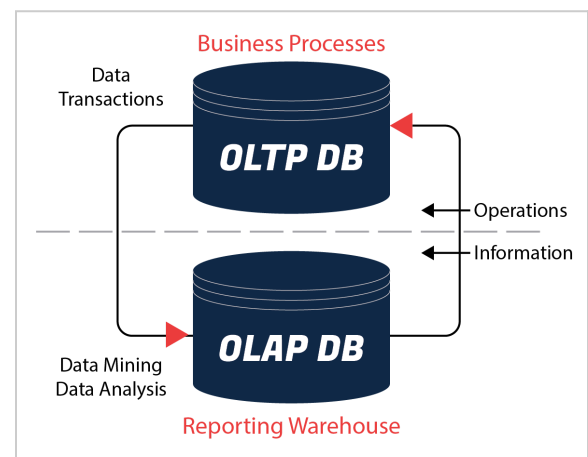 Business Processes
Data
Transactions
OLTP DB
Operations
Information
OLAP DB
Data Mining
Data Analysis
Reporting Warehouse